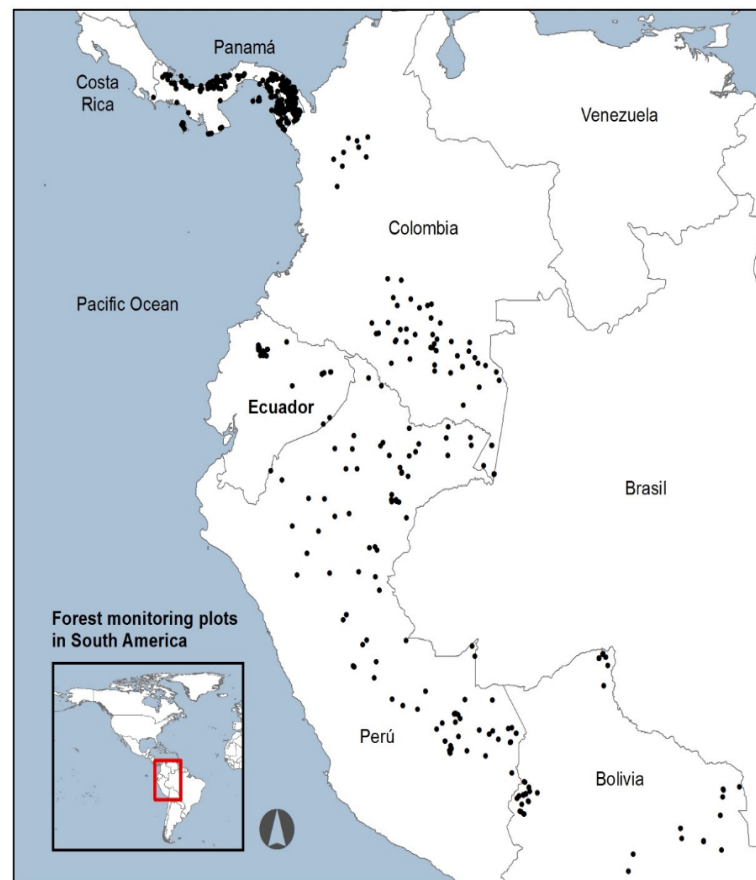 Panamá
Costa
Rica
Venezuela
Colombia
Pacific Ocean
Ecuador
Brasil
Forest monitoring plots
in South America
Perú
Bolivia